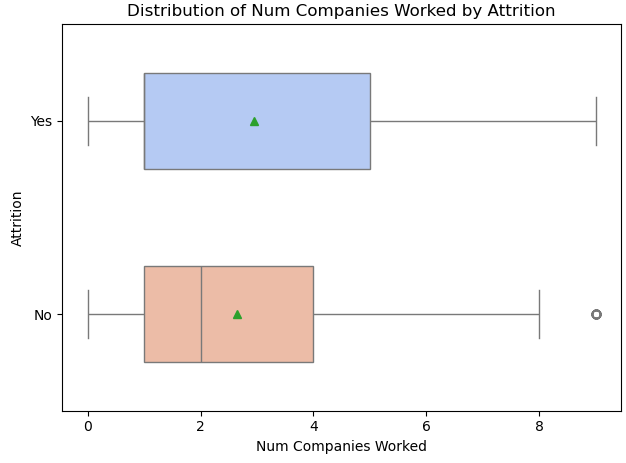 Distribution of Num Companies Worked by Attrition
Yes
No
Attrition
0 2 4 6 8
Num Companies Worked